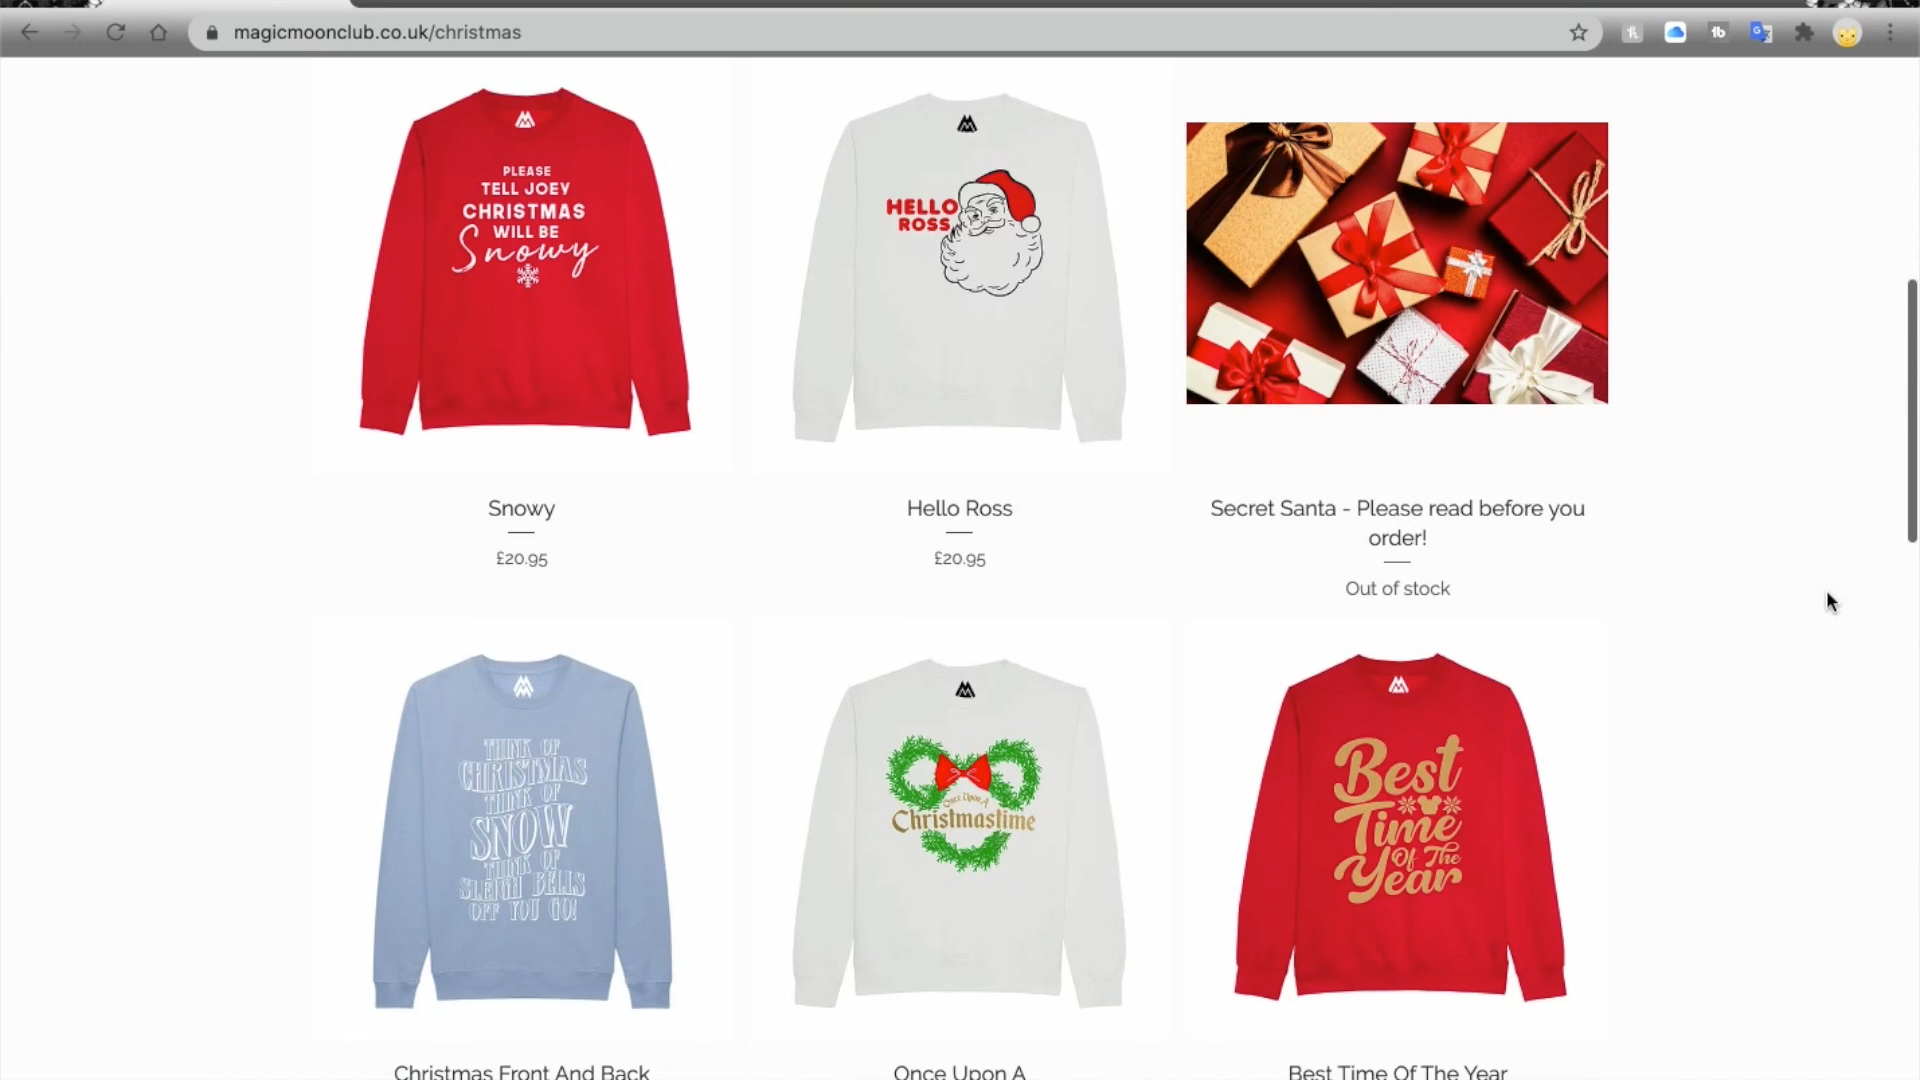 magicmoonclub.co.uk/christmas
PLEASE
TELL JOEY
CHRISTMAS
WILL BE
Snowy
HELLO
ROSS
Snowy
£20.95
Hello Ross
£20.95
Secret Santa - Please read before you
order!
Out of stock
THINK OF
CHRISTMAS
THINK OF
SNOW
THINK OF
SLEIGH BELLS
OFF YOU GO!
Once Upon A
Christmastime
Best
Time
Of The
Year
Christmas Front And Back
Once Upon A
Best Time Of The Year